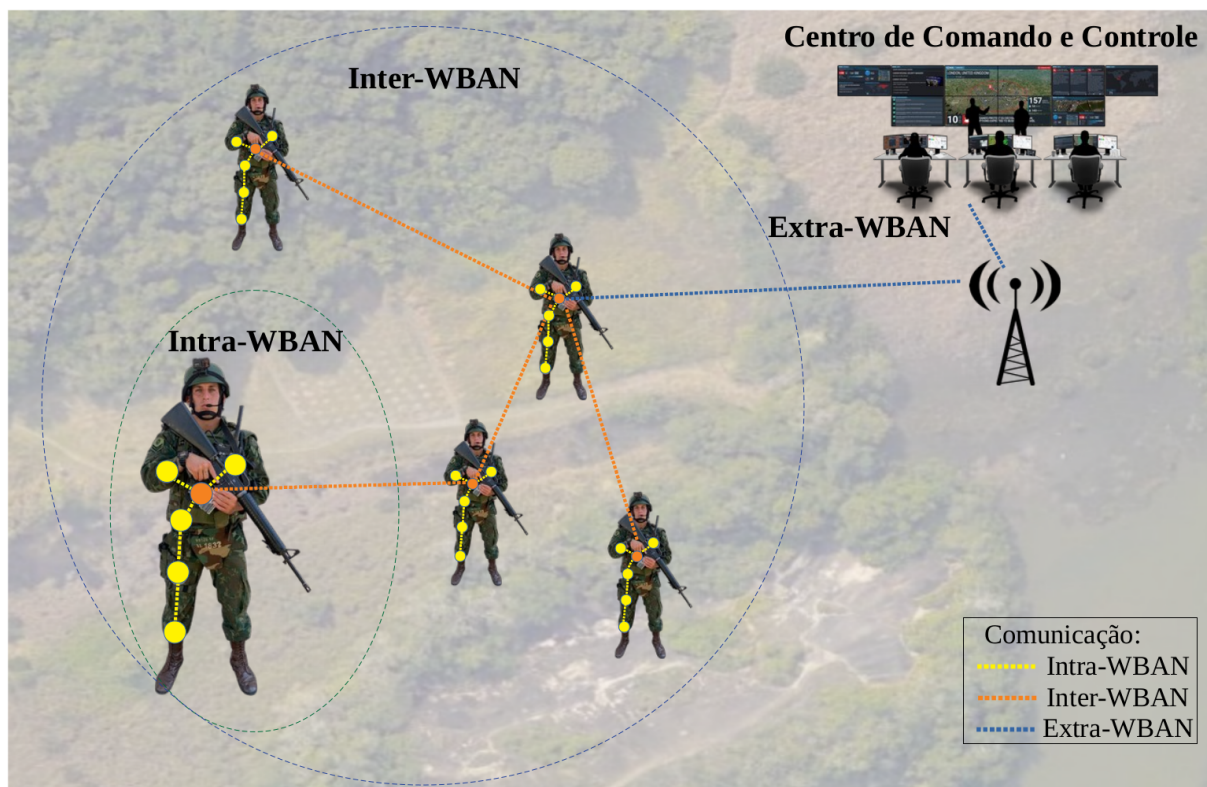 Centro de Comando e Controle
Inter-WBAN
Extra-WBAN
Intra-WBAN
Comunicação:
Intra-WBAN
Inter-WBAN
Extra-WBAN